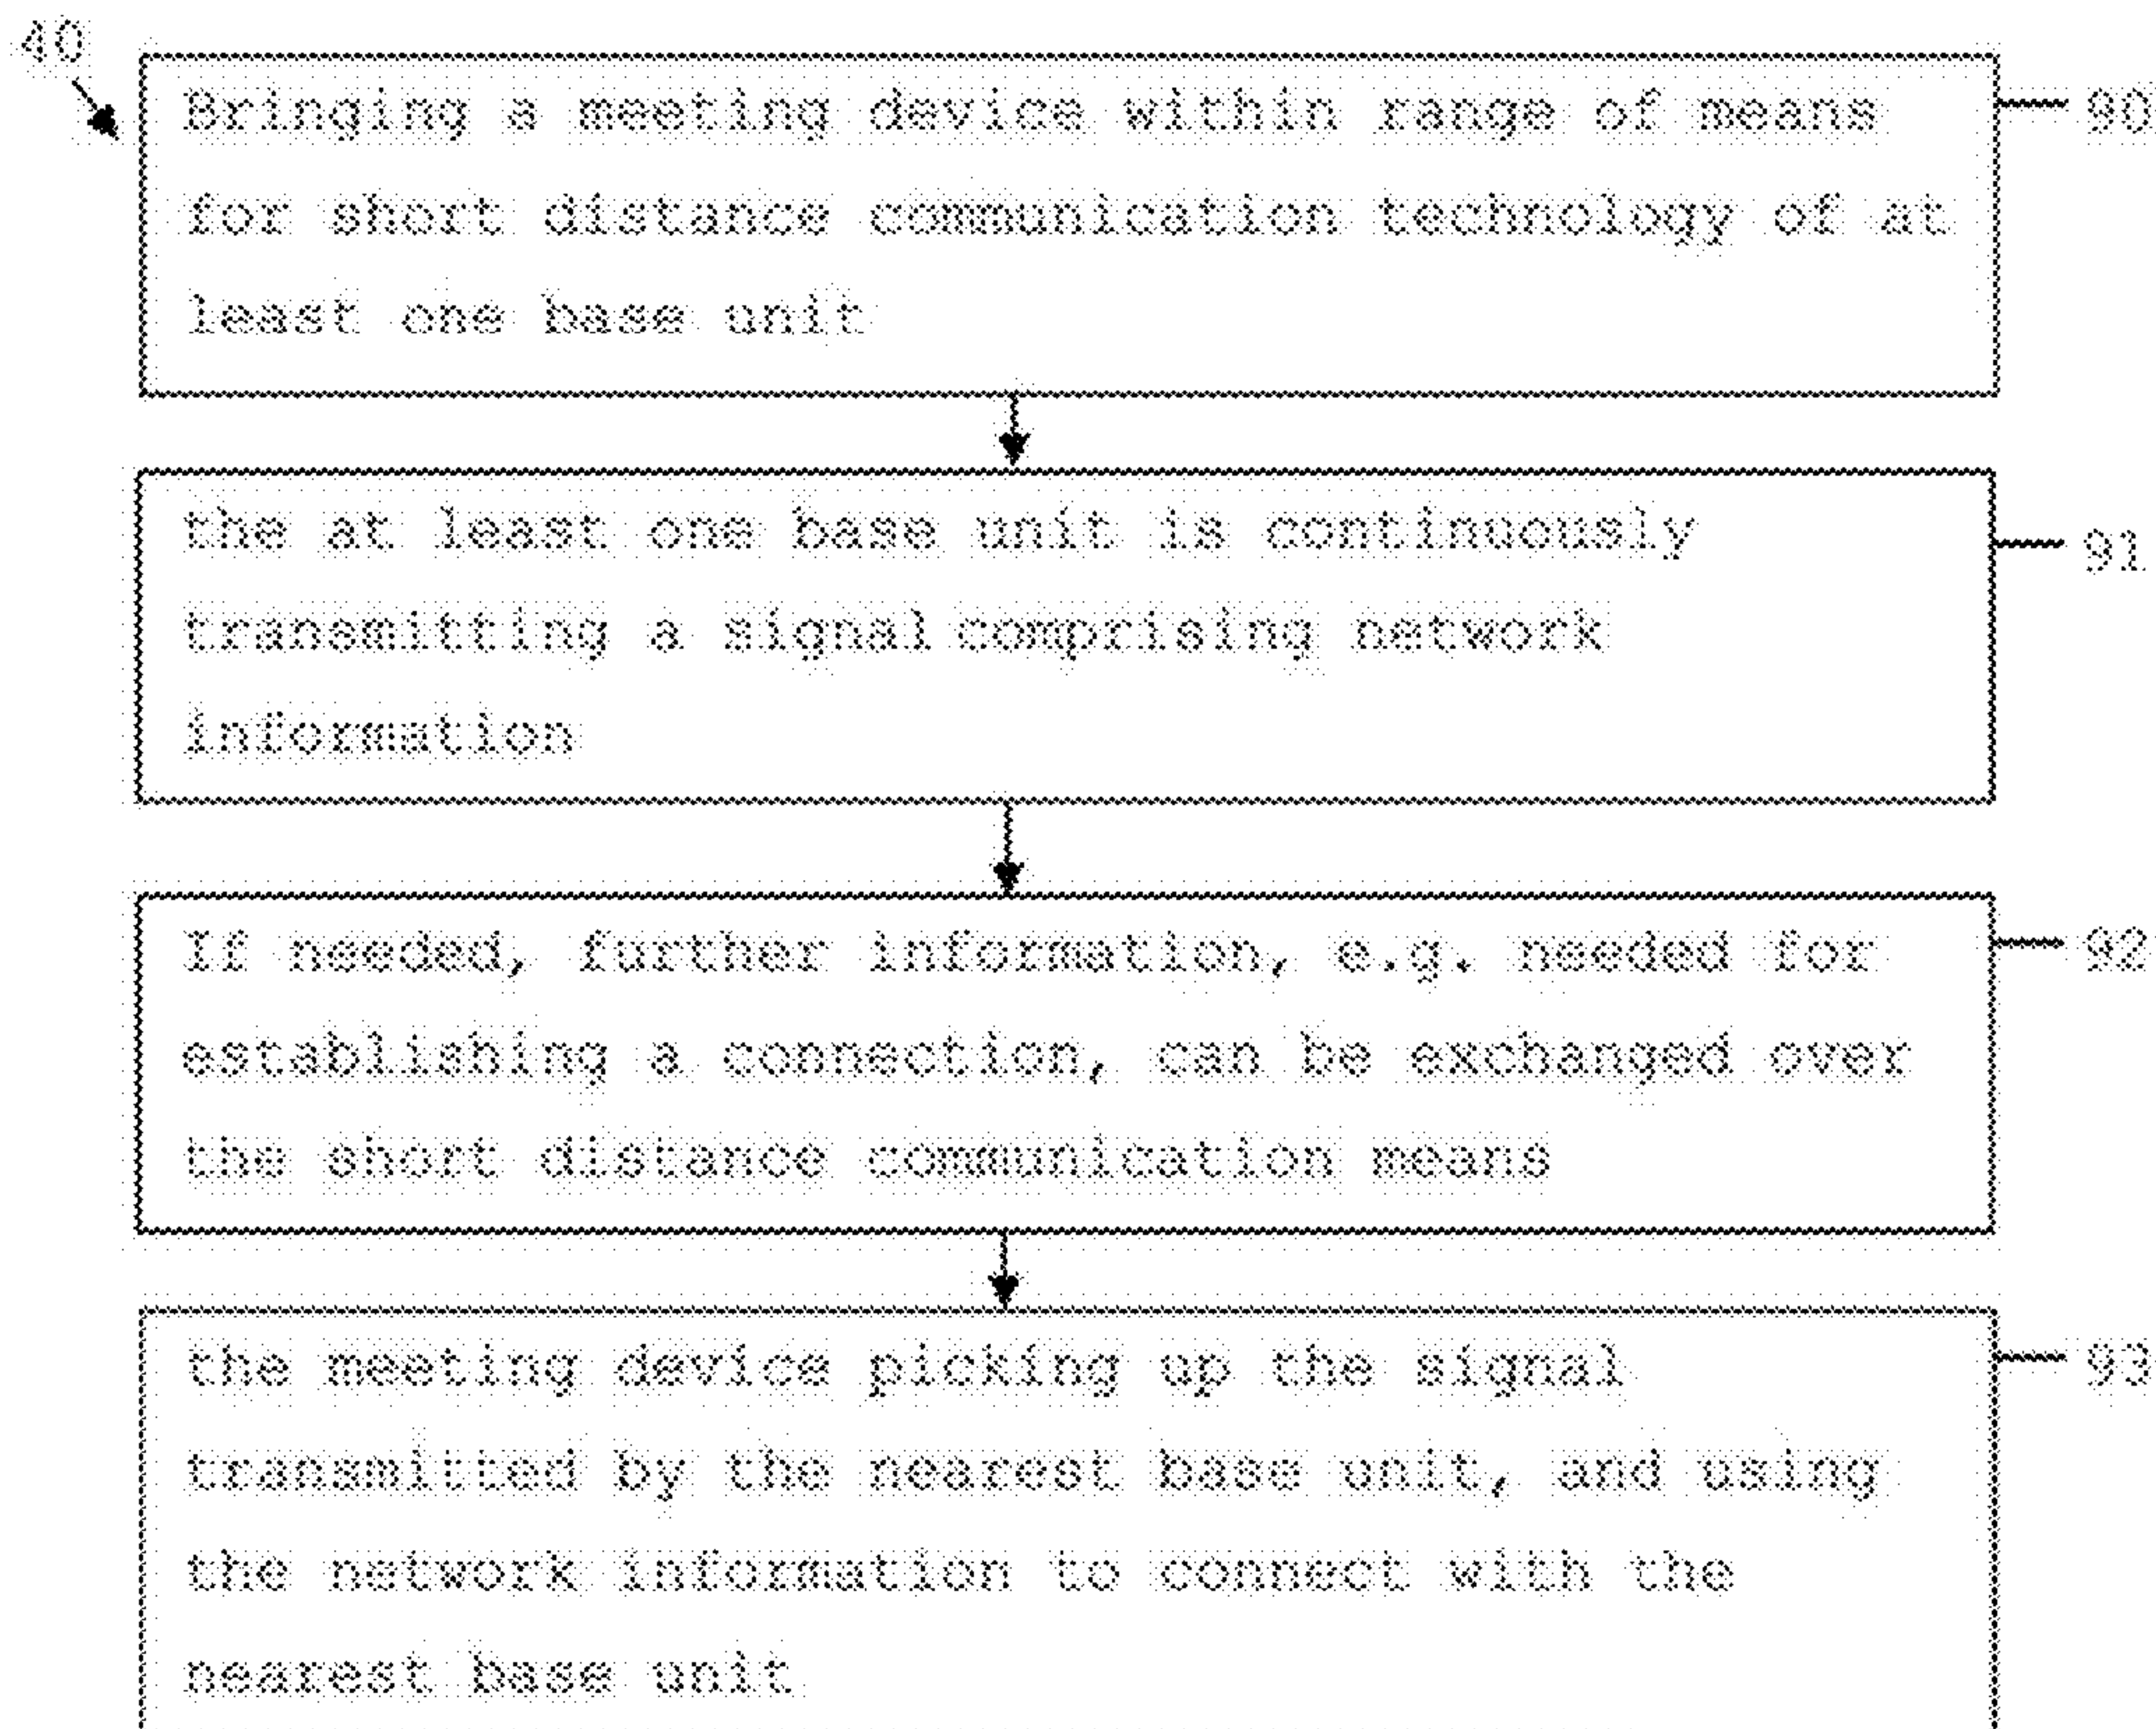 40
Bringing a meeting device within range of means
90
for short distance communication technology of at
least one base unit
the at least one base unit is continuously
91
transmitting a signal comprising network
information
If needed, further information, e.g. needed for
92
establishing a connection, can be exchanged over
the short distance communication means
the meeting device picking up the signal
93
transmitted by the nearest base unit, and using
the network information to connect with the
nearest base unit